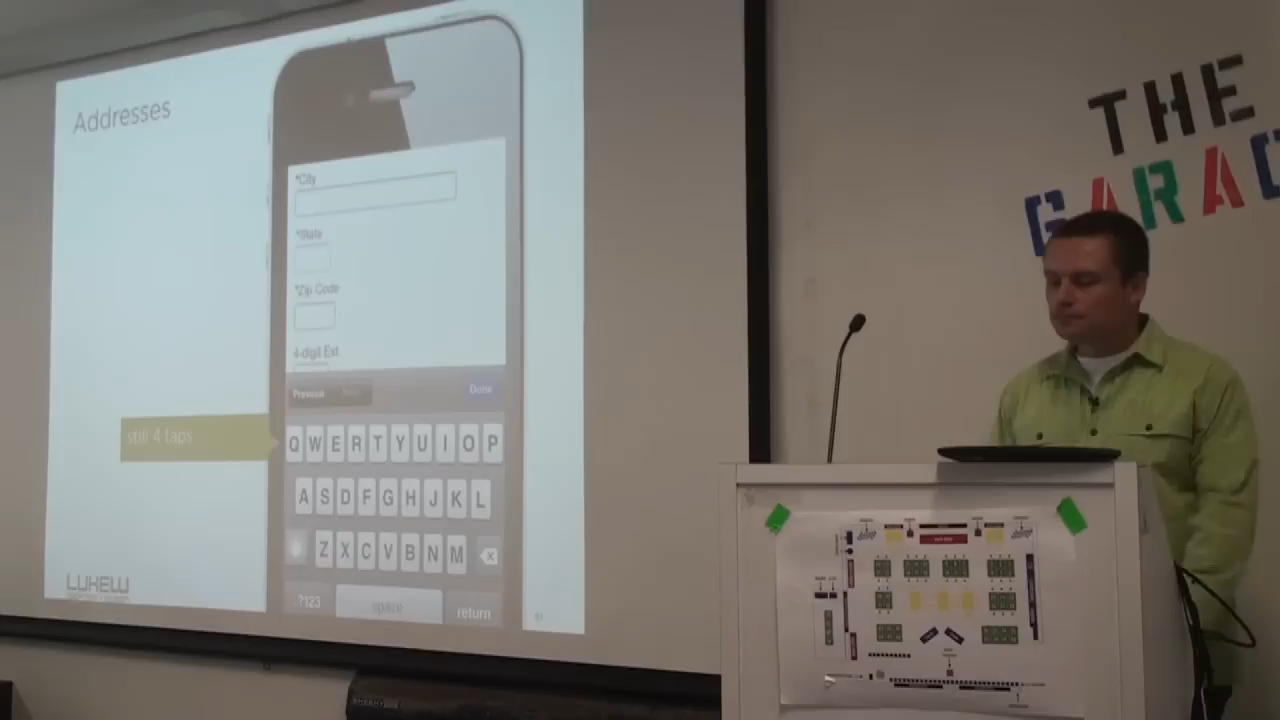 Addresses
*City
*State
*Zip Code
4-digit Ext
Previous
Done
still 4 taps
Q W E R T Y U I O P
A S D F G H J K L
Z X C V B N M
.?123
space
return
LUKEW
THE
GARAG